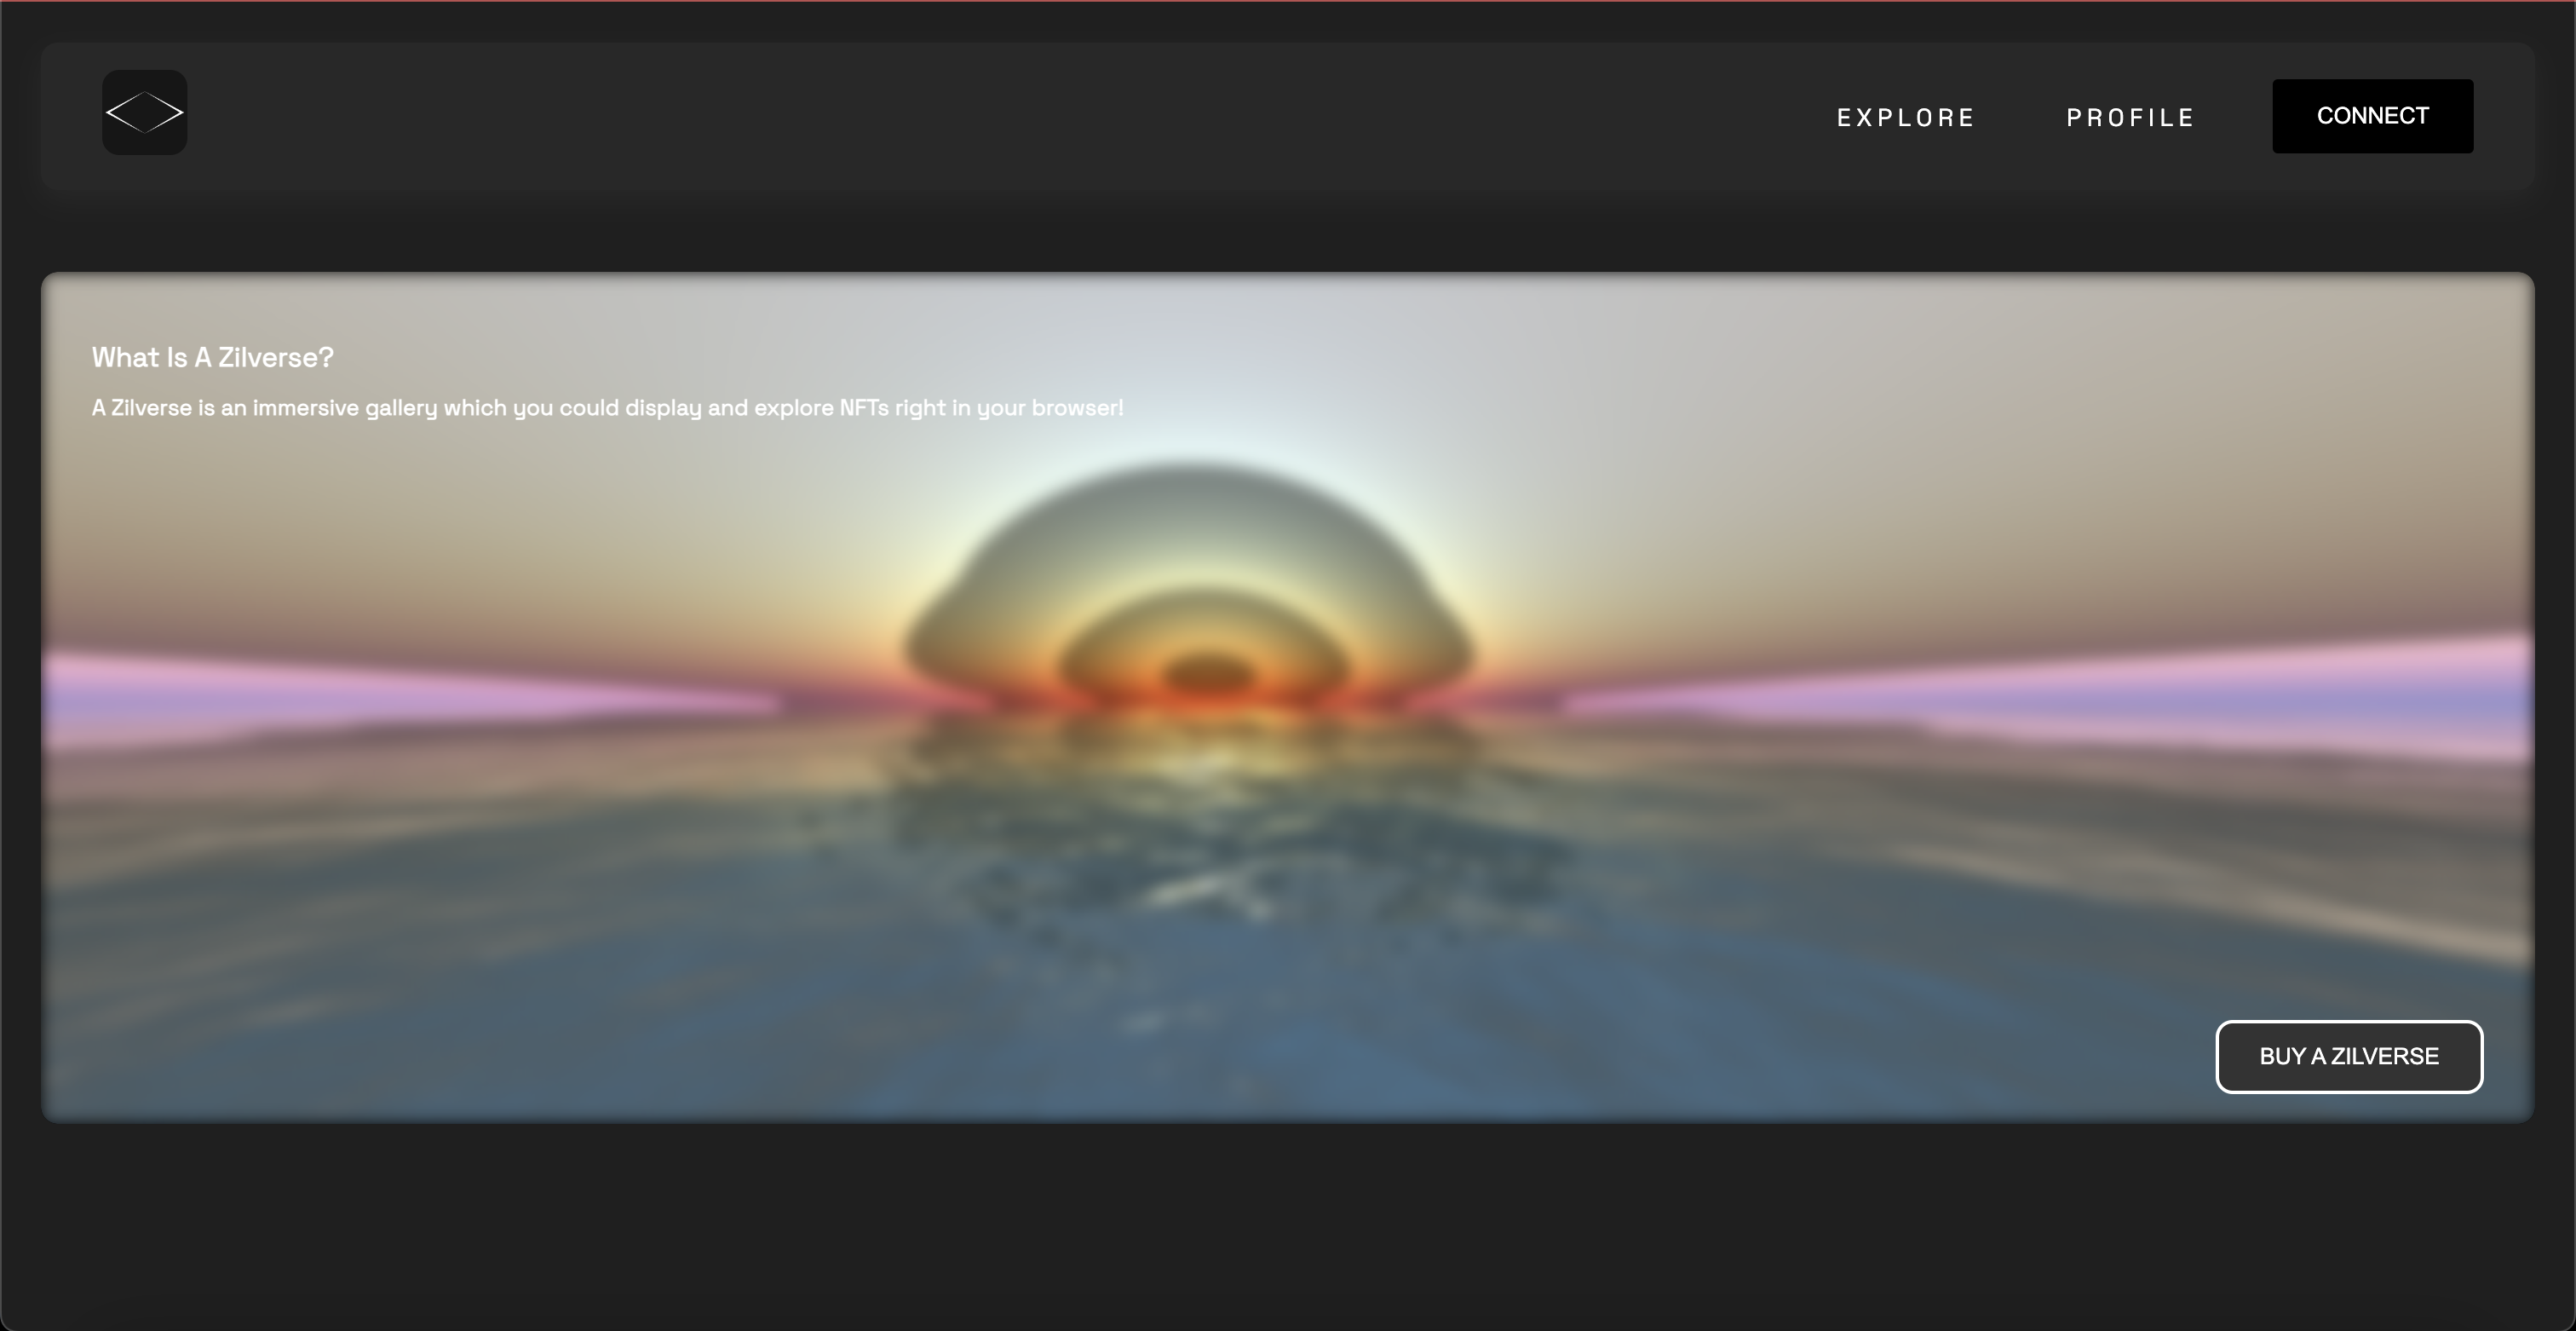 EXPLORE PROFILE CONNECT
What Is A Zilverse?
A Zilverse is an immersive gallery which you could display and explore NFTs right in your browser!
BUY A ZILVERSE